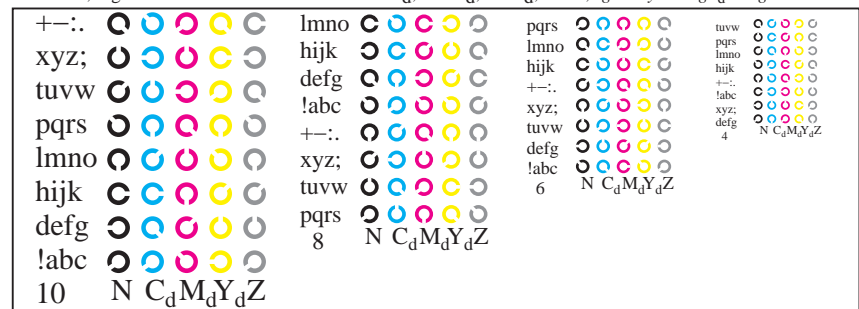 +−:.
xyz;
tuvw
pqrs
lmno
hijk
defg
!abc
10 N CdMdYdZ
lmno
hijk
defg
!abc
+−:.
xyz;
tuvw
pqrs
8 N CdMdYdZ
pqrs
lmno
hijk
+−:.
xyz;
tuvw
defg
!abc
6 N CdMdYdZ
tuvw
pqrs
lmno
hijk
+−:.
!abc
xyz;
defg
4 N CdMdYdZ